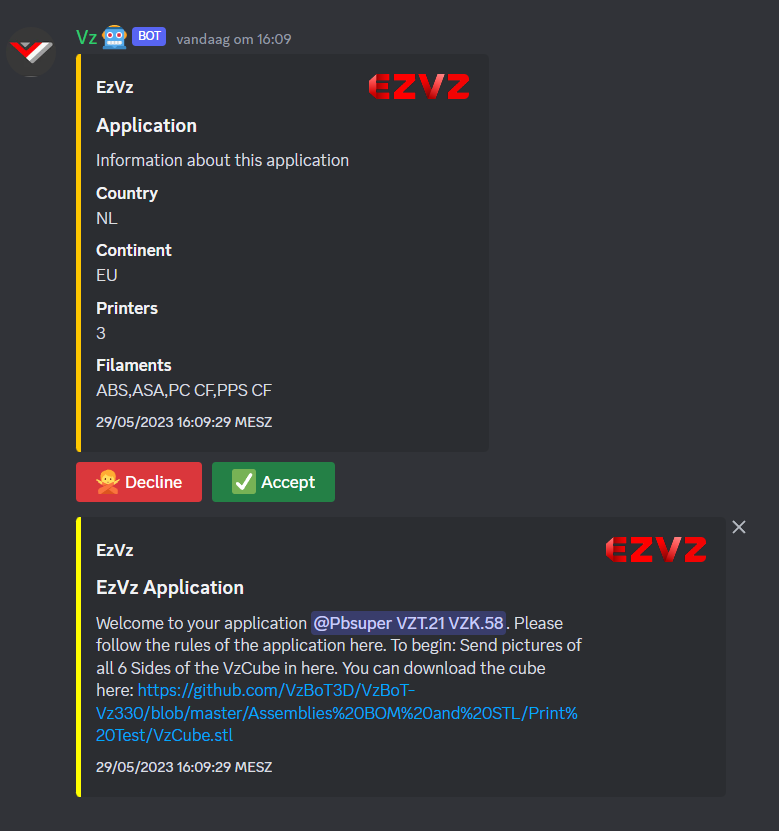 Vz BOT vandaag om 16:09
EzVz
EZVZ
Application
Information about this application
Country
NL
Continent
EU
Printers
3
Filaments
ABS,ASA,PC CF,PPS CF
29/05/2023 16:09:29 MESZ
Decline Accept
EzVz
EZVZ
EzVz Application
Welcome to your application @Pbsuper VZT.21 VZK.58. Please
follow the rules of the application here. To begin: Send pictures of
all 6 Sides of the VzCube in here. You can download the cube
here: https://github.com/VzBoT3D/VzBoT-
Vz330/blob/master/Assemblies%20BOM%20and%20STL/Print%
20Test/VzCube.stl
29/05/2023 16:09:29 MESZ